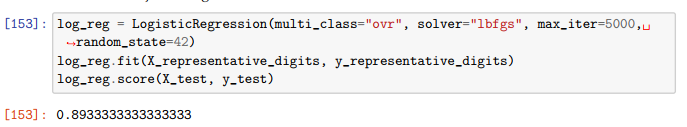 [153]: log_reg = LogisticRegression(multi_class="ovr", solver="lbfgs", max_iter=5000,␣
↪random_state=42)
log_reg.fit(X_representative_digits, y_representative_digits)
log_reg.score(X_test, y_test)
[153]: 0.8933333333333333